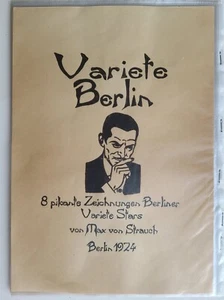 Variete
Berlin
8 pikante Zeichnungen Berliner
Variete Stars
von Max von Strauch
Berlin 1924